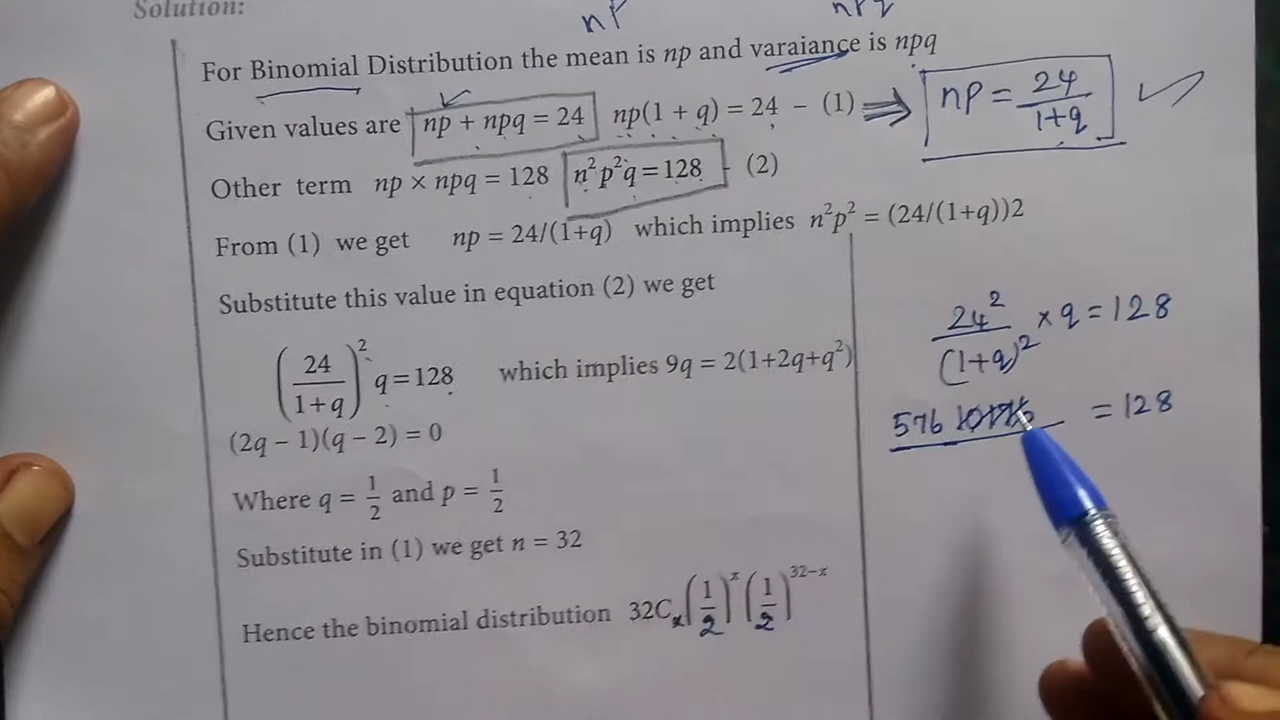 Solution:
np npq
For Binomial Distribution the mean is np and varaiance is npq
Given values are np + npq = 24 np(1 + q) = 24 – (1) ⇒ np = 24/1+q ✓
Other term np × npq = 128 n²p²q = 128 – (2)
From (1) we get np = 24/(1+q) which implies n²p² = (24/(1+q))2
Substitute this value in equation (2) we get
24²/(1+q)² × q = 128
(24/1+q)² q = 128 which implies 9q = 2(1+2q+q²)
576 = 128
(2q – 1)(q – 2) = 0
Where q = 1/2 and p = 1/2
Substitute in (1) we get n = 32
Hence the binomial distribution 32Cₓ(1/2)ˣ(1/2)³²⁻ˣ